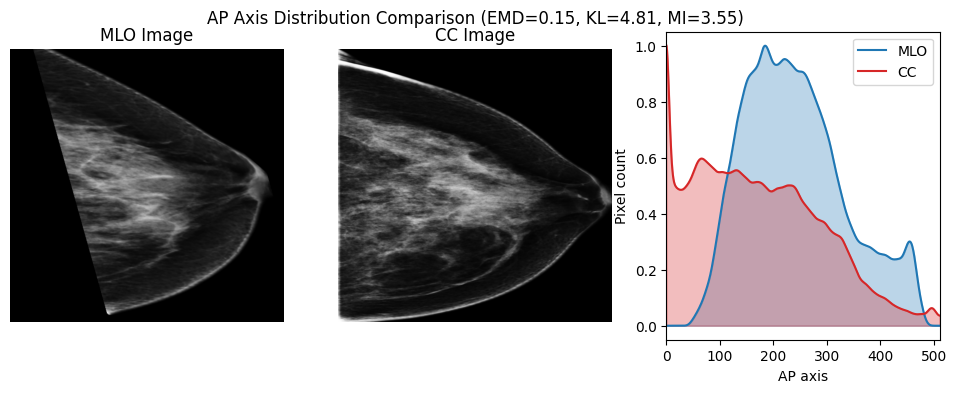 AP Axis Distribution Comparison (EMD=0.15, KL=4.81, MI=3.55)
MLO Image
CC Image
MLO
CC
Pixel count
1.0
0.8
0.6
0.4
0.2
0.0
0 100 200 300 400 500
AP axis